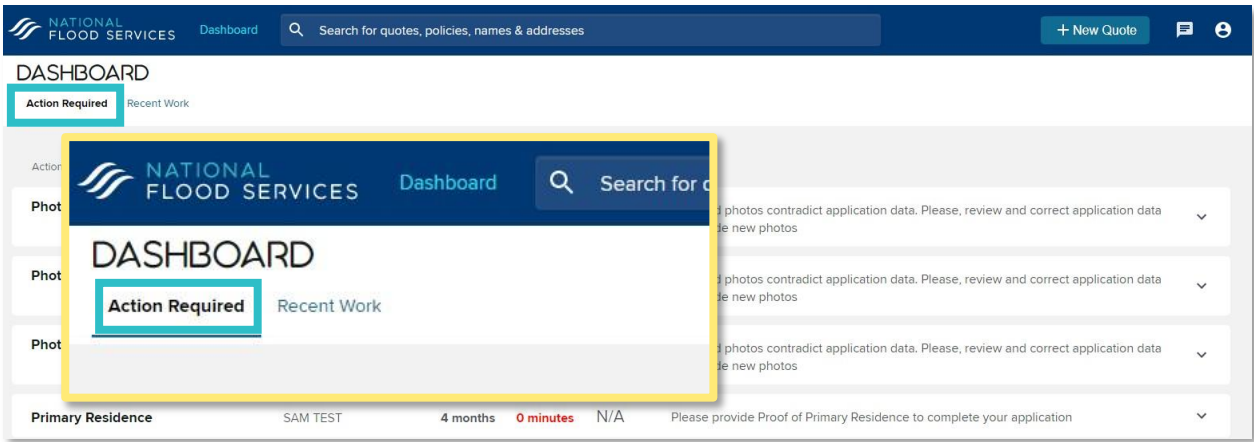 NATIONAL
FLOOD SERVICES
Dashboard
Search for quotes, policies, names & addresses
+ New Quote
DASHBOARD
Action Required
Recent Work
NATIONAL
FLOOD SERVICES
Dashboard
Search for
DASHBOARD
Action Required
Recent Work
photos contradict application data. Please, review and correct application data
new photos
photos contradict application data. Please, review and correct application data
new photos
photos contradict application data. Please, review and correct application data
new photos
Primary Residence SAM TEST 4 months 0 minutes N/A Please provide Proof of Primary Residence to complete your application